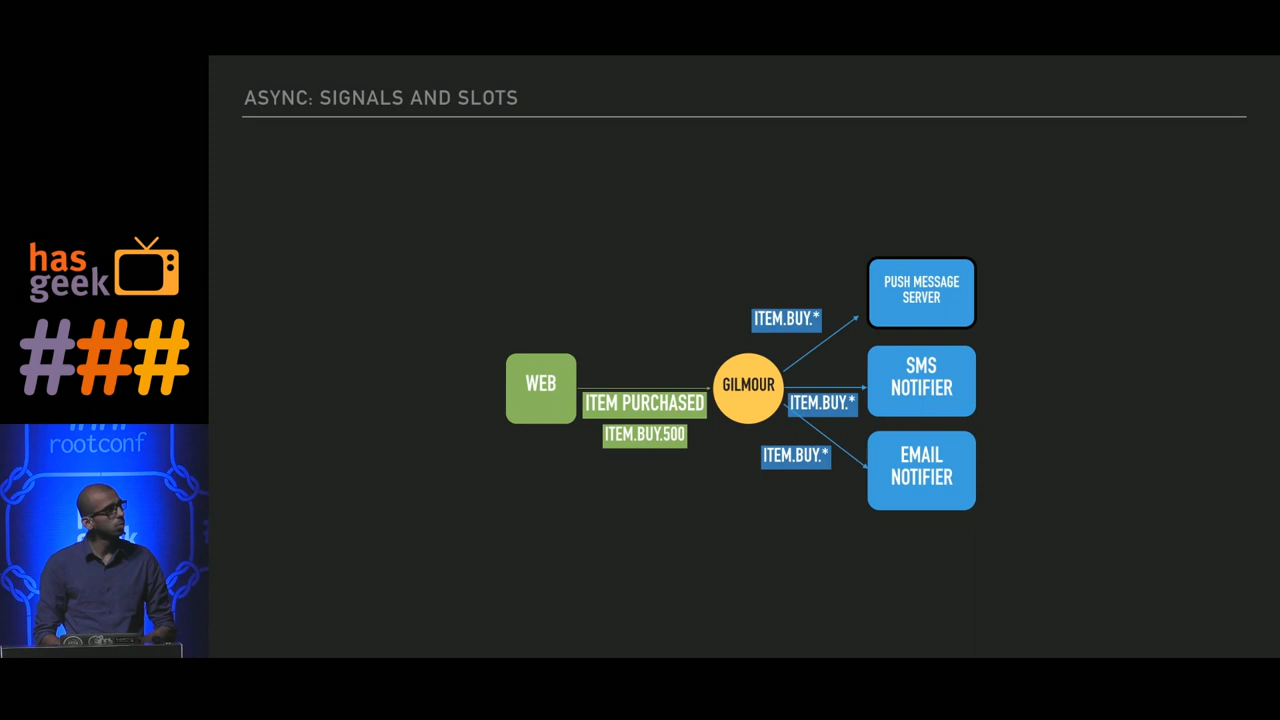 ASYNC: SIGNALS AND SLOTS
has
geek
###
rootconf
WEB
ITEM PURCHASED
ITEM.BUY.500
GILMOUR
ITEM.BUY.*
ITEM.BUY.*
ITEM.BUY.*
PUSH MESSAGE
SERVER
SMS
NOTIFIER
EMAIL
NOTIFIER